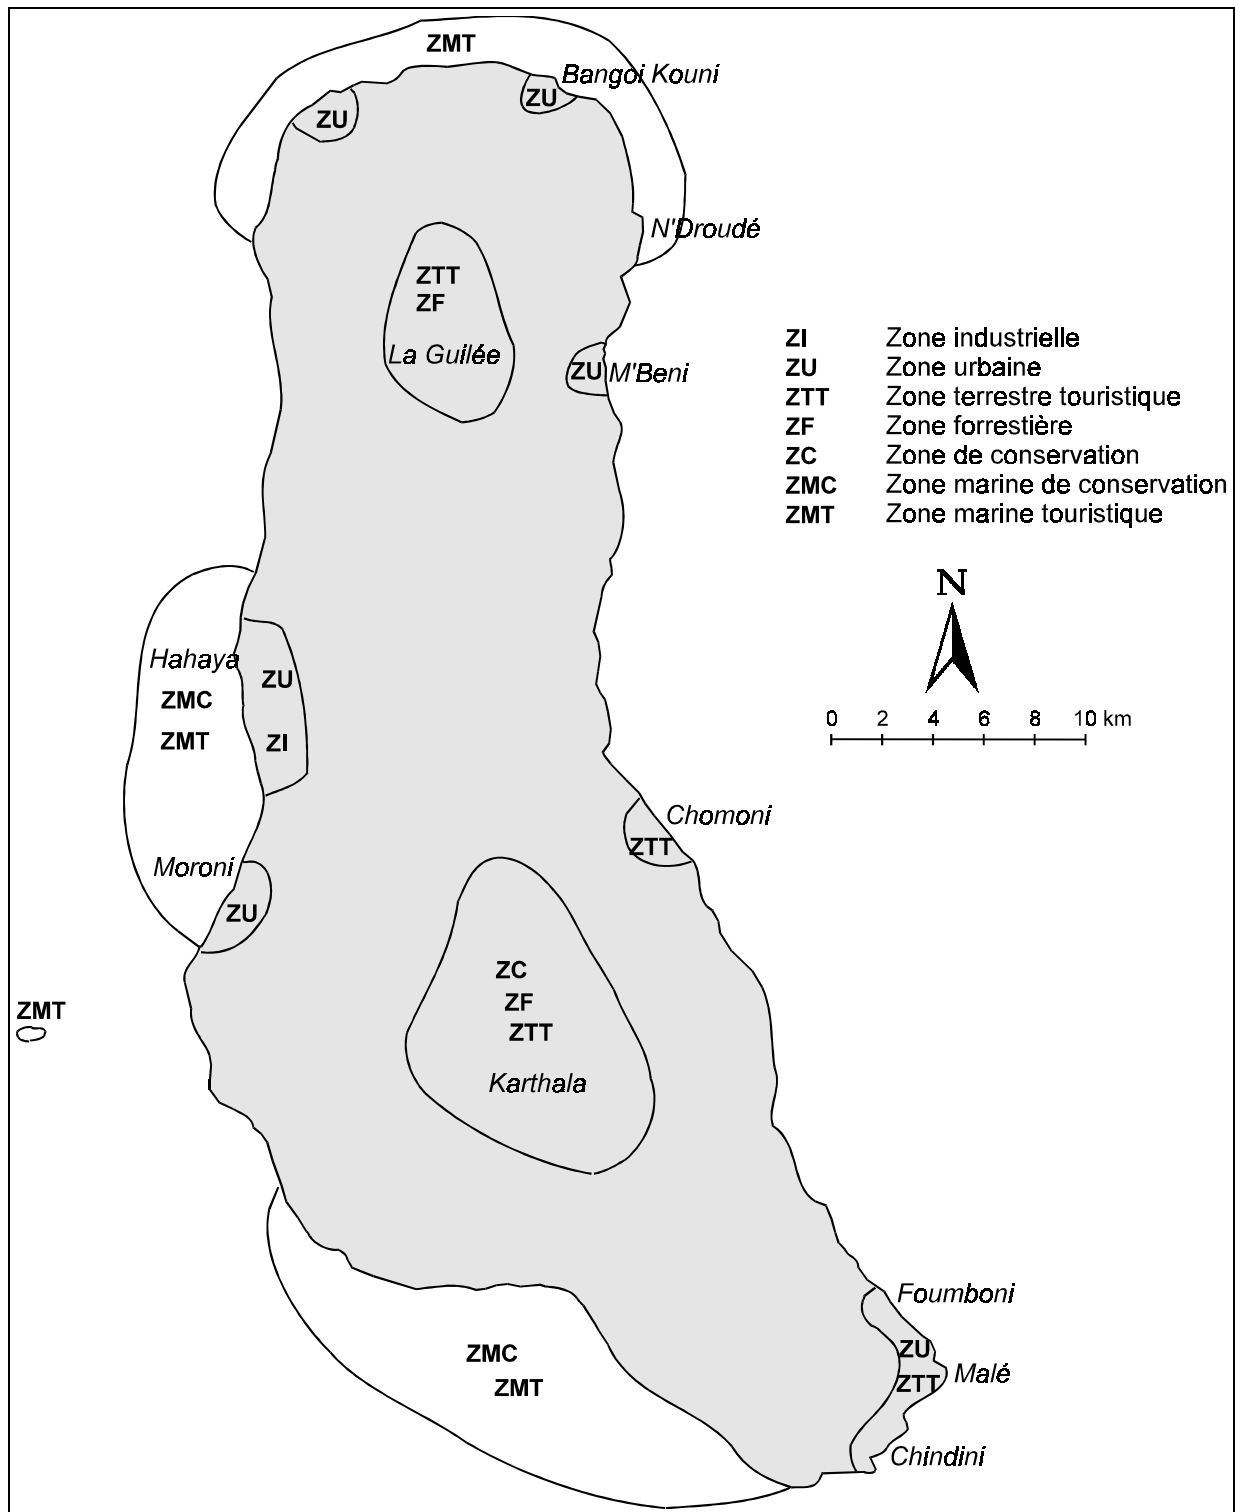 ZMT
Bangoi Kouni
ZU
ZU
N'Droudé
ZTT
ZF
La Guilée
ZU M'Beni
ZI Zone industrielle
ZU Zone urbaine
ZTT Zone terrestre touristique
ZF Zone forrestière
ZC Zone de conservation
ZMC Zone marine de conservation
ZMT Zone marine touristique
N
0 2 4 6 8 10 km
Hahaya
ZU
ZMC
ZMT
ZI
Chomoni
ZTT
Moroni
ZU
ZC
ZF
ZTT
Karthala
ZMT
Foumboni
ZU
Malé
ZTT
ZMC
ZMT
Chindini